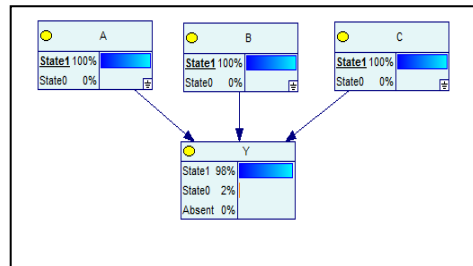 A
State1 100%
State0 0%
B
State1 100%
State0 0%
C
State1 100%
State0 0%
Y
State1 98%
State0 2%
Absent 0%